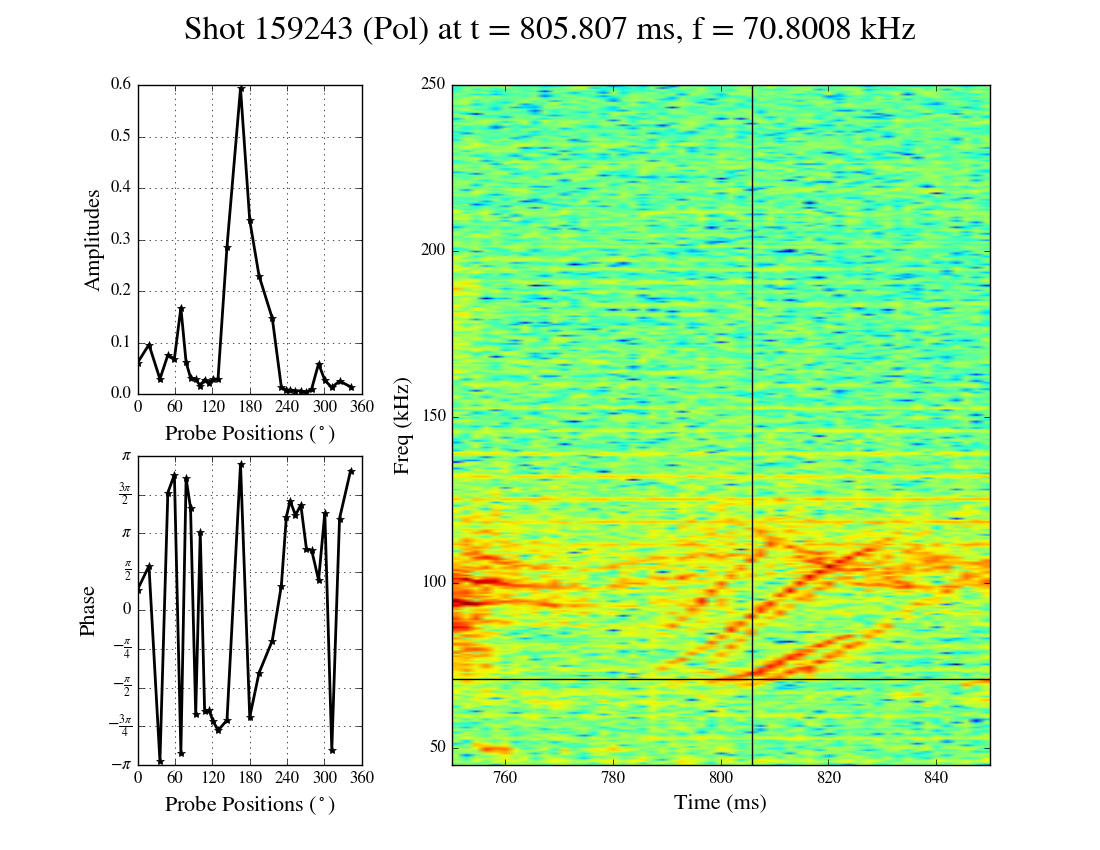 Shot 159243 (Pol) at t = 805.807 ms, f = 70.8008 kHz
Amplitudes
0.6
0.5
0.4
0.3
0.2
0.1
0.0
0 60 120 180 240 300 360
Probe Positions (°)
Phase
π
3π/2
π
π/2
0
−π/4
−π/2
−3π/4
−π
0 60 120 180 240 300 360
Probe Positions (°)
Freq (kHz)
250
200
150
100
50
760 780 800 820 840
Time (ms)